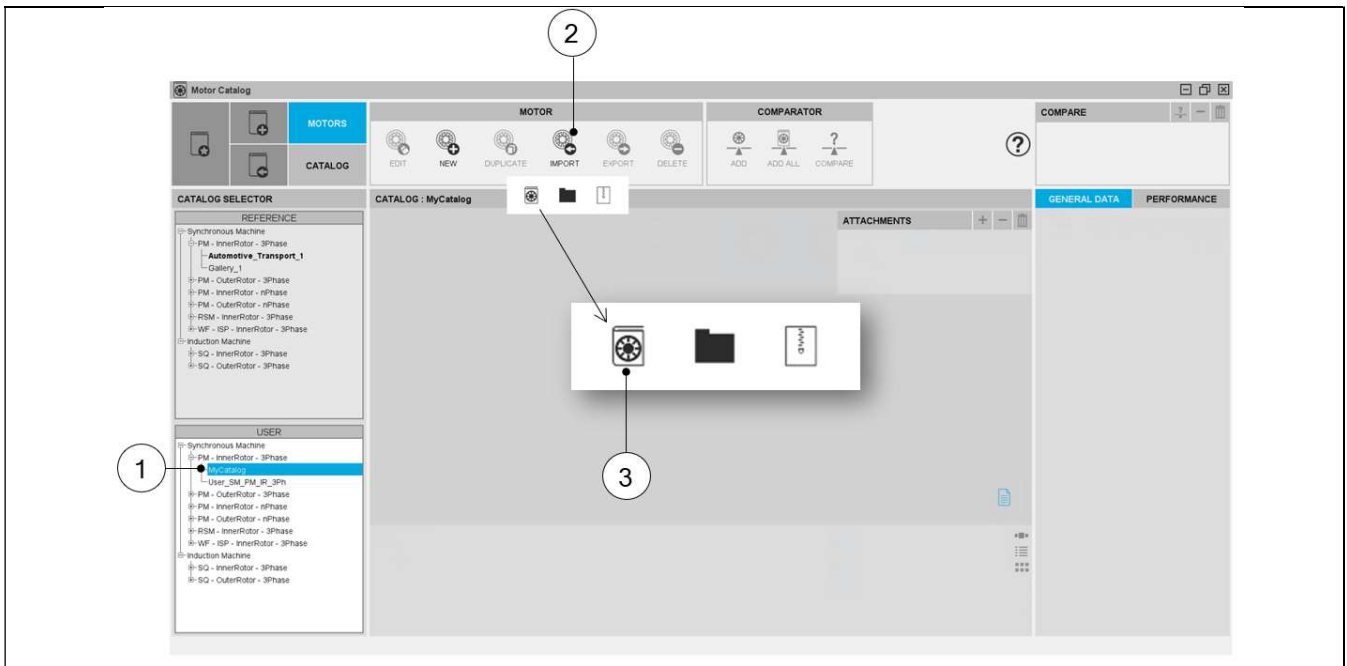 2
Motor Catalog
MOTORS
CATALOG
MOTOR
EDIT
NEW
DUPLICATE
IMPORT
EXPORT
DELETE
COMPARATOR
?
ADD
ADD ALL
COMPARE
?
COMPARE
?
CATALOG SELECTOR
CATALOG : MyCatalog
GENERAL DATA
PERFORMANCE
REFERENCE
Synchronous Machine
PM - InnerRotor - 3Phase
Automotive_Transport_1
Gallery_1
PM - OuterRotor - 3Phase
PM - InnerRotor - nPhase
PM - OuterRotor - nPhase
RSM - InnerRotor - 3Phase
WF - ISP - InnerRotor - 3Phase
Induction Machine
SQ - InnerRotor - 3Phase
SQ - OuterRotor - 3Phase
ATTACHMENTS
USER
Synchronous Machine
PM - InnerRotor - 3Phase
MyCatalog
User_SM_PM_IR_3Ph
PM - OuterRotor - 3Phase
PM - InnerRotor - nPhase
PM - OuterRotor - nPhase
RSM - InnerRotor - 3Phase
WF - ISP - InnerRotor - 3Phase
Induction Machine
SQ - InnerRotor - 3Phase
SQ - OuterRotor - 3Phase
1
3